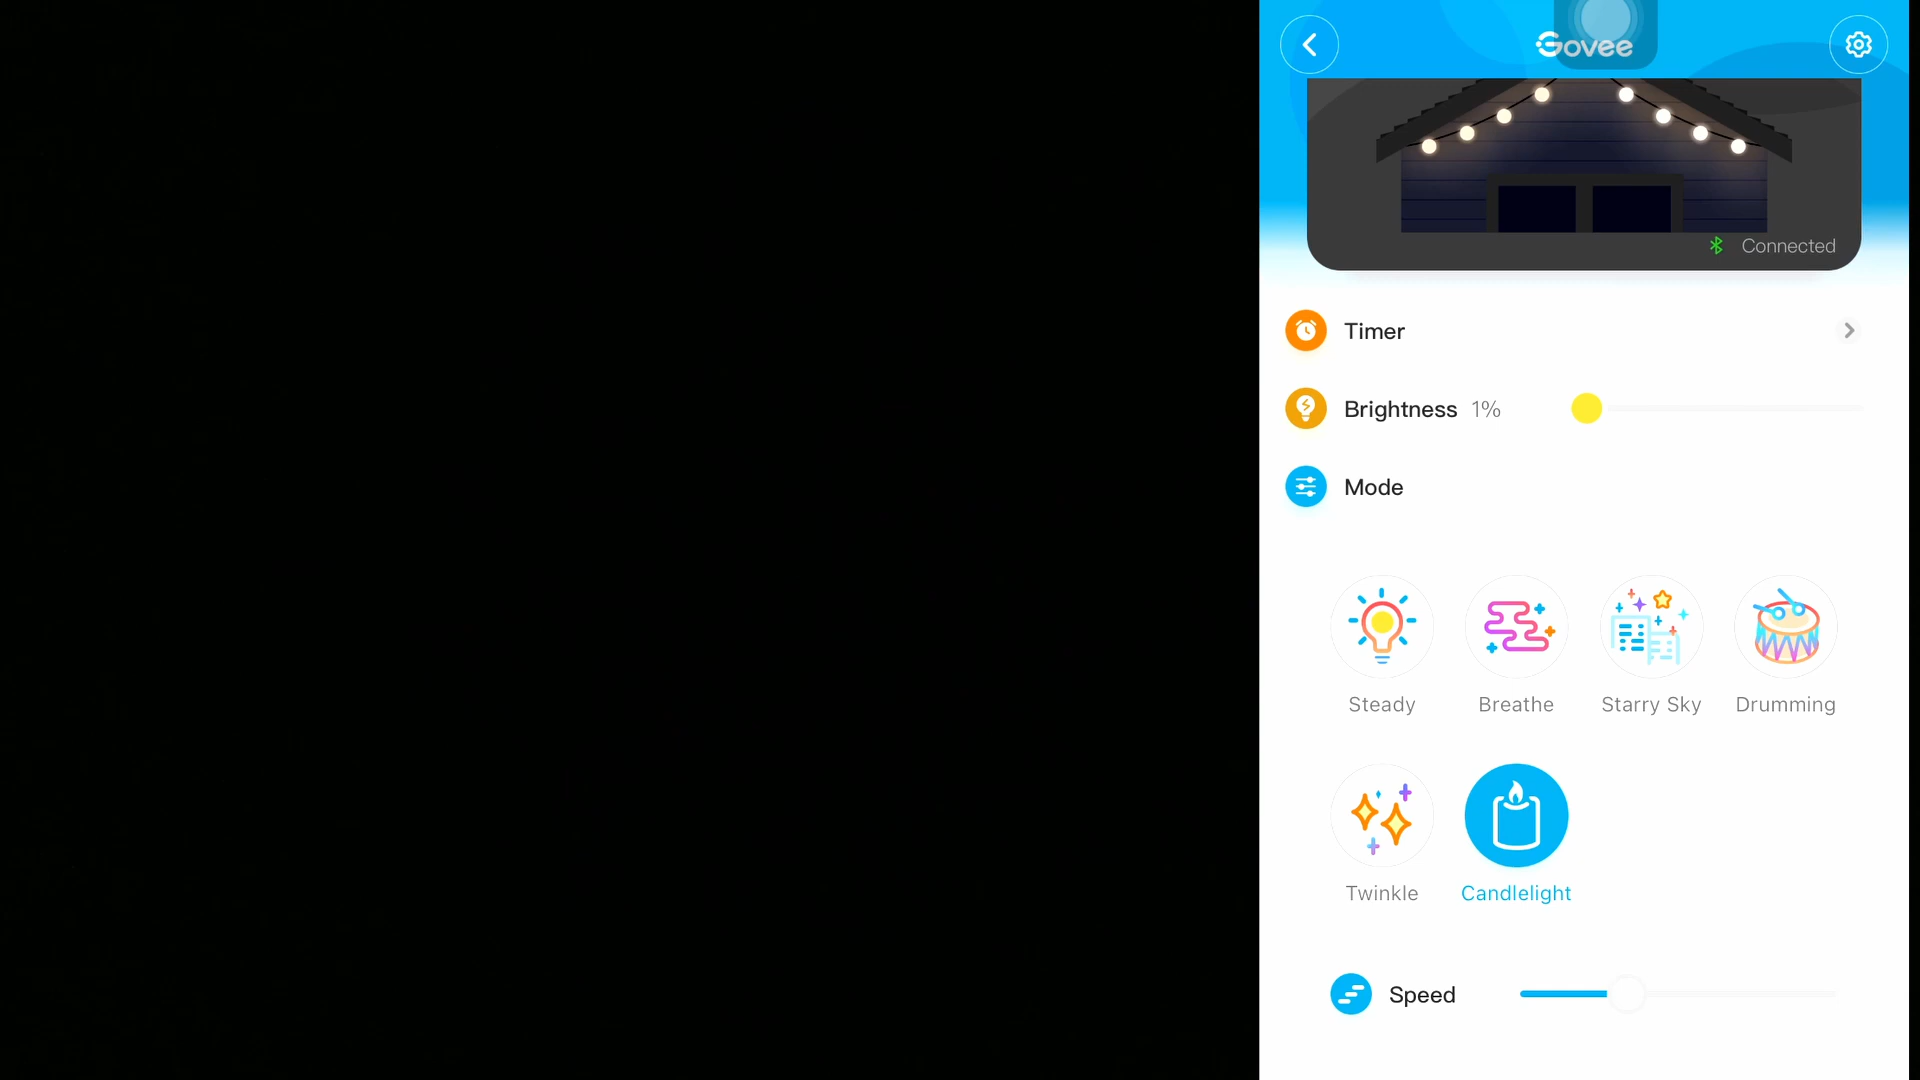 Govee
Connected
Timer
Brightness 1%
Mode
Steady
Breathe
Starry Sky
Drumming
Twinkle
Candlelight
Speed